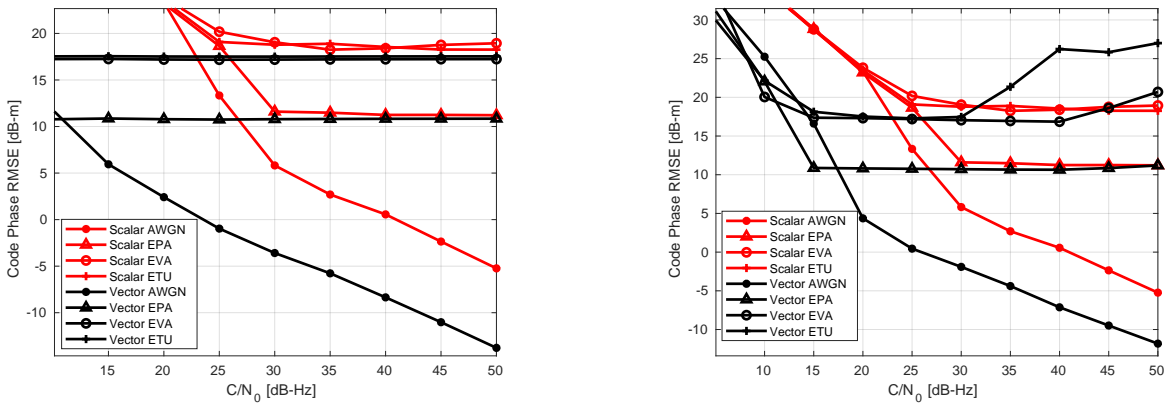 Code Phase RMSE [dB-m]
20
15
10
5
0
-5
-10
Scalar AWGN
Scalar EPA
Scalar EVA
Scalar ETU
Vector AWGN
Vector EPA
Vector EVA
Vector ETU
15 20 25 30 35 40 45 50
C/N0 [dB-Hz]
Code Phase RMSE [dB-m]
30
25
20
15
10
5
0
-5
-10
Scalar AWGN
Scalar EPA
Scalar EVA
Scalar ETU
Vector AWGN
Vector EPA
Vector EVA
Vector ETU
10 15 20 25 30 35 40 45 50
C/N0 [dB-Hz]